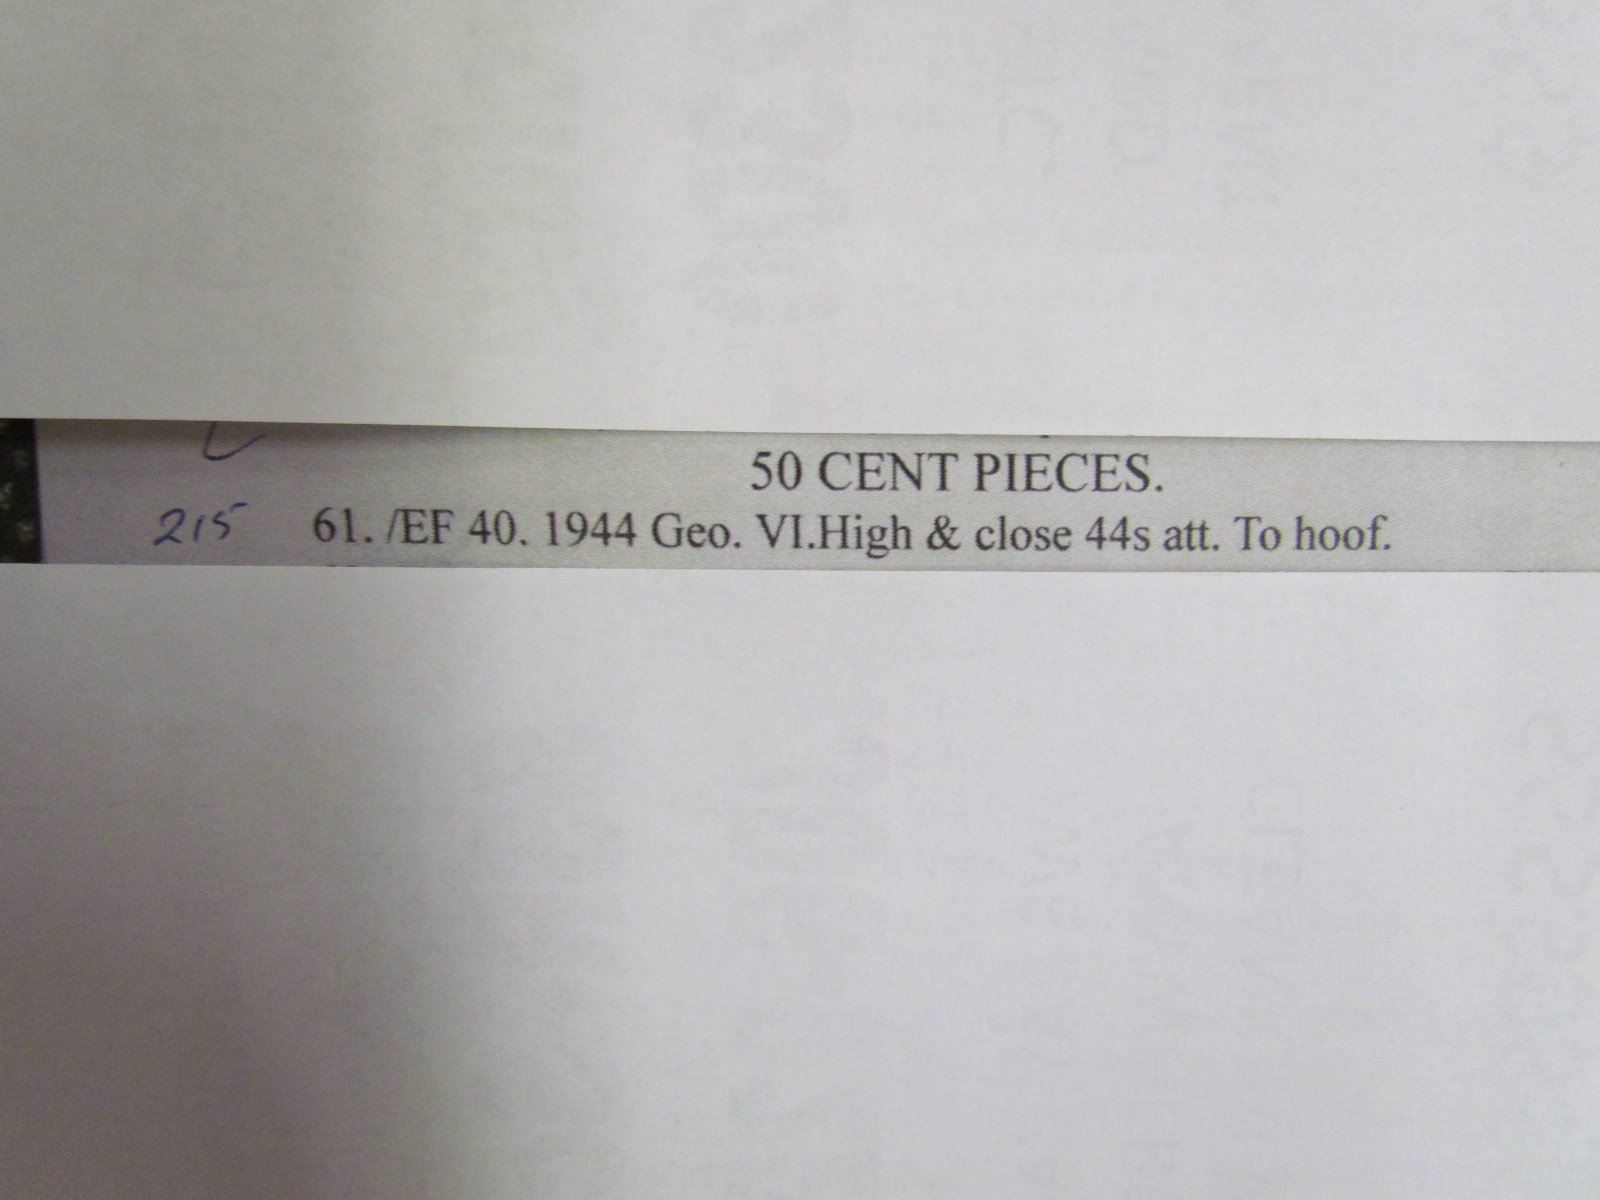 50 CENT PIECES.
215 61. /EF 40. 1944 Geo. VI.High & close 44s att. To hoof.